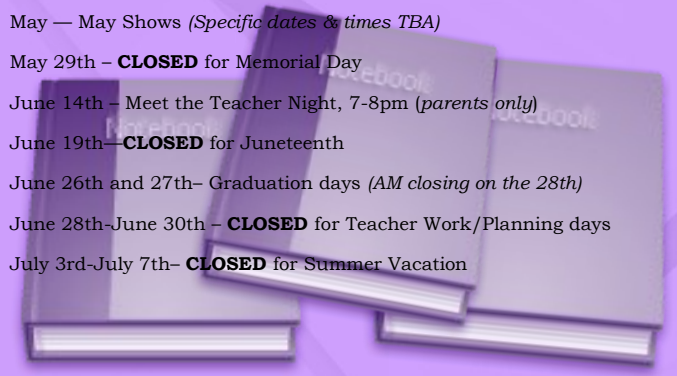 May — May Shows (Specific dates & times TBA)
May 29th – CLOSED for Memorial Day
June 14th – Meet the Teacher Night, 7-8pm (parents only)
June 19th—CLOSED for Juneteenth
June 26th and 27th– Graduation days (AM closing on the 28th)
June 28th-June 30th – CLOSED for Teacher Work/Planning days
July 3rd-July 7th– CLOSED for Summer Vacation
Notebook
Notebook
Notebook